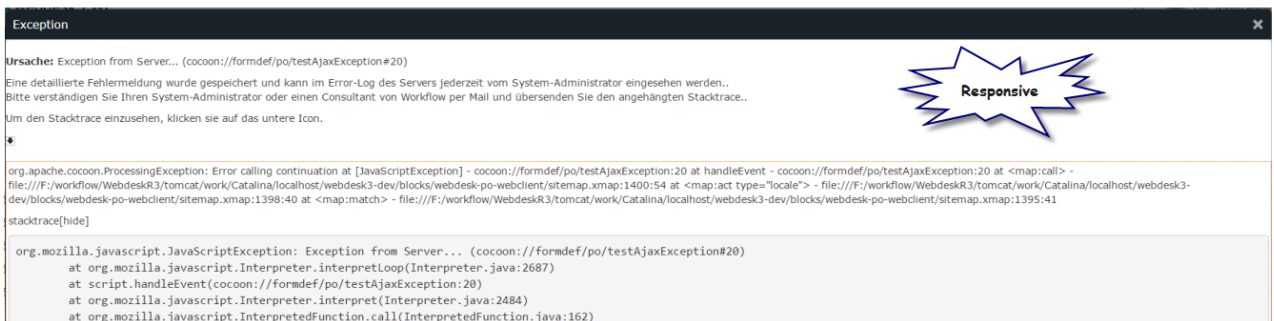 Exception
Ursache: Exception from Server... (cocoon://formdef/po/testAjaxException#20)
Eine detaillierte Fehlermeldung wurde gespeichert und kann im Error-Log des Servers jederzeit vom System-Administrator eingesehen werden..
Bitte verständigen Sie Ihren System-Administrator oder einen Consultant von Workflow per Mail und übersenden Sie den angehängten Stacktrace..
Responsive
Um den Stacktrace einzusehen, klicken sie auf das untere Icon.
org.apache.cocoon.ProcessingException: Error calling continuation at [JavaScriptException] - cocoon://formdef/po/testAjaxException:20 at handleEvent - cocoon://formdef/po/testAjaxException:20 at <map:call> -
file:///F:/workflow/WebdeskR3/tomcat/work/Catalina/localhost/webdesk3-dev/blocks/webdesk-po-webclient/sitemap.xmap:1400:54 at <map:act type="locale"> - file:///F:/workflow/WebdeskR3/tomcat/work/Catalina/localhost/webdesk3-
dev/blocks/webdesk-po-webclient/sitemap.xmap:1398:40 at <map:match> - file:///F:/workflow/WebdeskR3/tomcat/work/Catalina/localhost/webdesk3-dev/blocks/webdesk-po-webclient/sitemap.xmap:1395:41
stacktrace[hide]
org.mozilla.javascript.JavaScriptException: Exception from Server... (cocoon://formdef/po/testAjaxException#20)
at org.mozilla.javascript.Interpreter.interpretLoop(Interpreter.java:2687)
at script.handleEvent(cocoon://formdef/po/testAjaxException:20)
at org.mozilla.javascript.Interpreter.interpret(Interpreter.java:2484)
at org.mozilla.javascript.InterpretedFunction.call(InterpretedFunction.java:162)